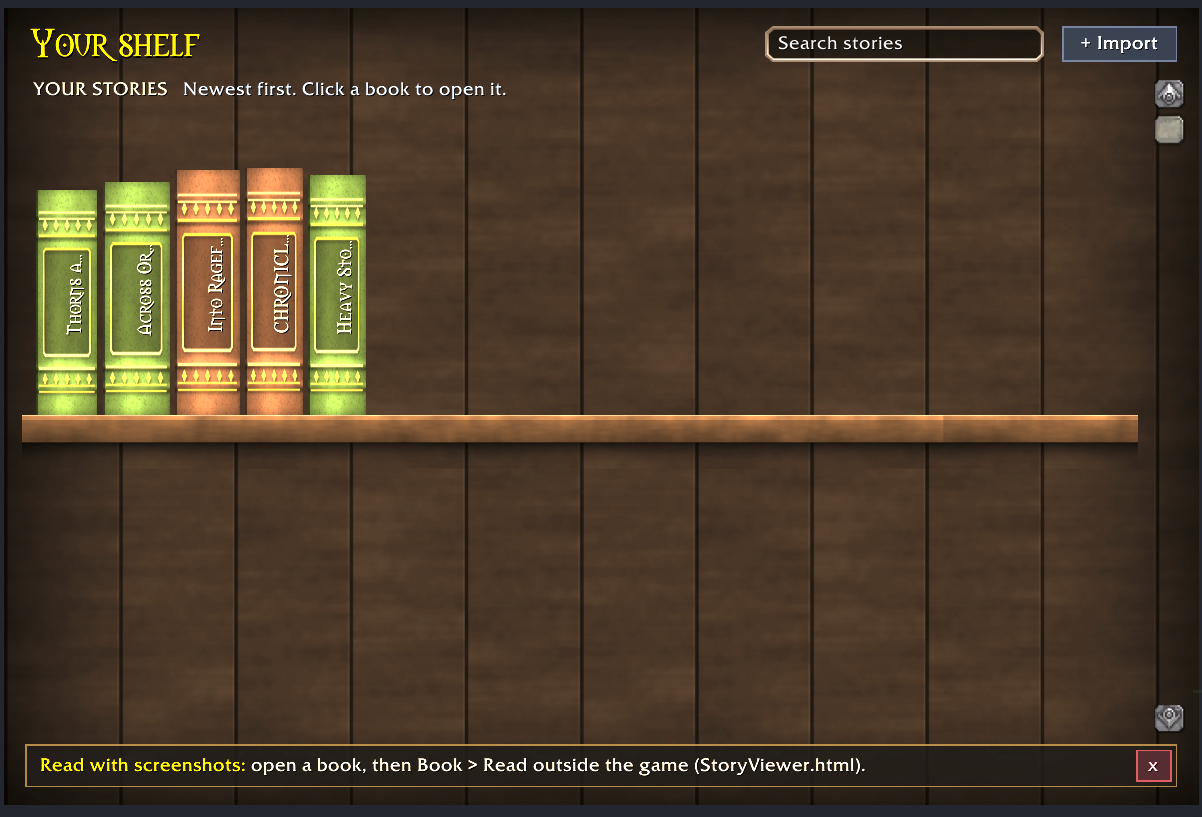 Your shelf
Search stories
+ Import
YOUR STORIES Newest first. Click a book to open it.
Thorns a...
Across Or...
Into Ragef...
CHRONICL...
Heavy Sto...
Read with screenshots: open a book, then Book > Read outside the game (StoryViewer.html).
x